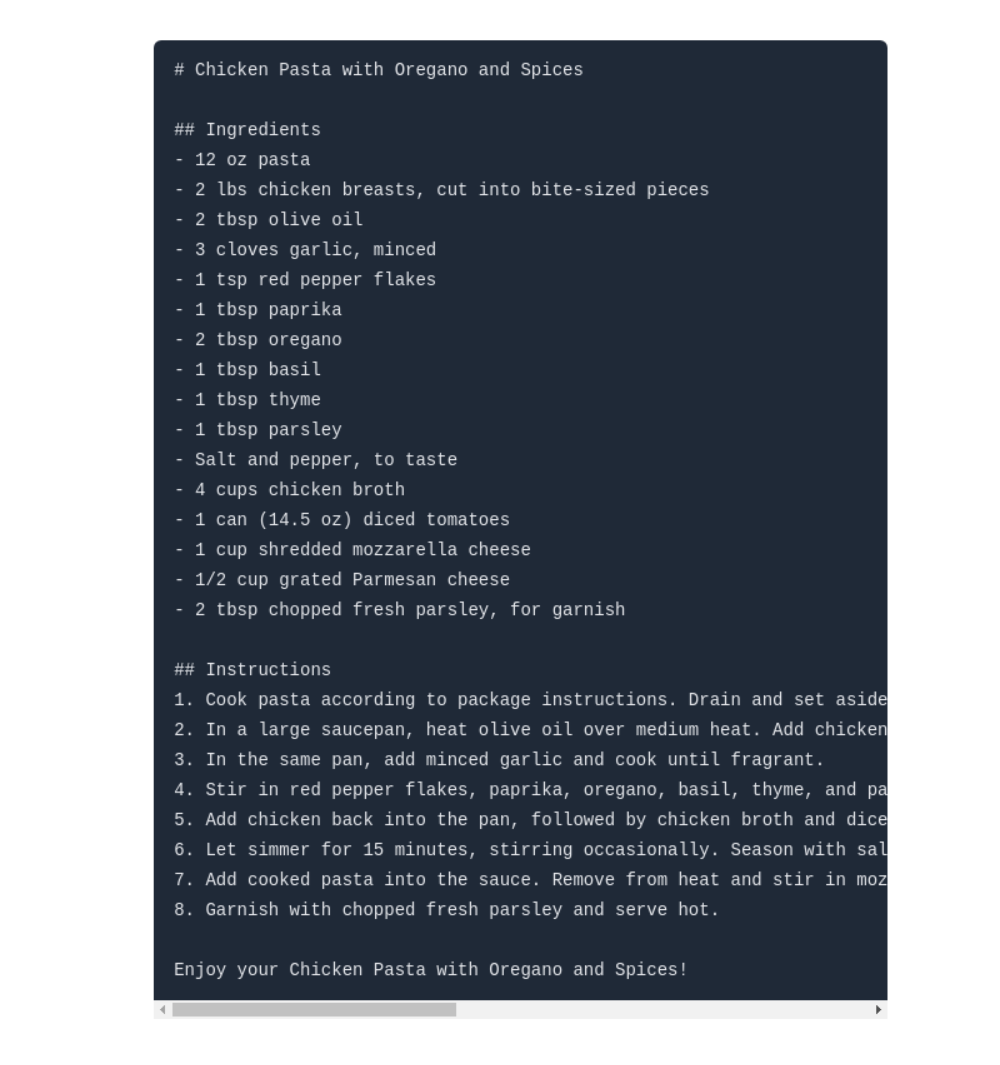 # Chicken Pasta with Oregano and Spices
## Ingredients
- 12 oz pasta
- 2 lbs chicken breasts, cut into bite-sized pieces
- 2 tbsp olive oil
- 3 cloves garlic, minced
- 1 tsp red pepper flakes
- 1 tbsp paprika
- 2 tbsp oregano
- 1 tbsp basil
- 1 tbsp thyme
- 1 tbsp parsley
- Salt and pepper, to taste
- 4 cups chicken broth
- 1 can (14.5 oz) diced tomatoes
- 1 cup shredded mozzarella cheese
- 1/2 cup grated Parmesan cheese
- 2 tbsp chopped fresh parsley, for garnish
## Instructions
1. Cook pasta according to package instructions. Drain and set aside
2. In a large saucepan, heat olive oil over medium heat. Add chicken
3. In the same pan, add minced garlic and cook until fragrant.
4. Stir in red pepper flakes, paprika, oregano, basil, thyme, and pa
5. Add chicken back into the pan, followed by chicken broth and dice
6. Let simmer for 15 minutes, stirring occasionally. Season with sal
7. Add cooked pasta into the sauce. Remove from heat and stir in moz
8. Garnish with chopped fresh parsley and serve hot.
Enjoy your Chicken Pasta with Oregano and Spices!